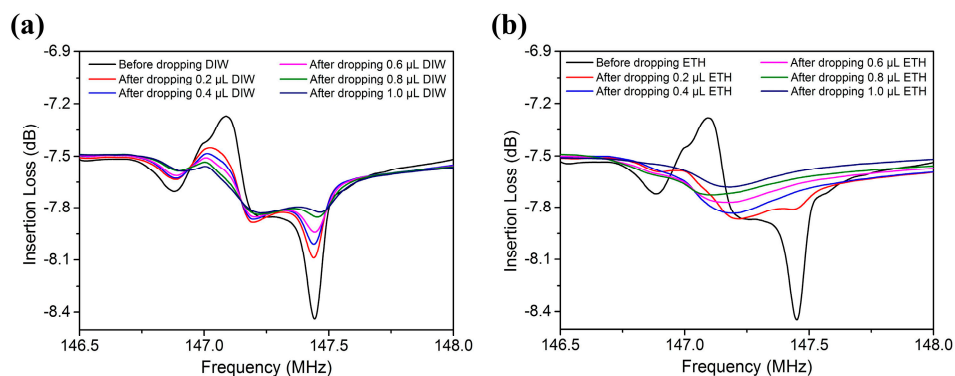 (a)
-6.9
-7.2
-7.5
-7.8
-8.1
-8.4
Insertion Loss (dB)
Before dropping DIW
After dropping 0.2 μL DIW
After dropping 0.4 μL DIW
After dropping 0.6 μL DIW
After dropping 0.8 μL DIW
After dropping 1.0 μL DIW
146.5
147.0
147.5
148.0
Frequency (MHz)
(b)
-6.9
-7.2
-7.5
-7.8
-8.1
-8.4
Insertion Loss (dB)
Before dropping ETH
After dropping 0.2 μL ETH
After dropping 0.4 μL ETH
After dropping 0.6 μL ETH
After dropping 0.8 μL ETH
After dropping 1.0 μL ETH
146.5
147.0
147.5
148.0
Frequency (MHz)